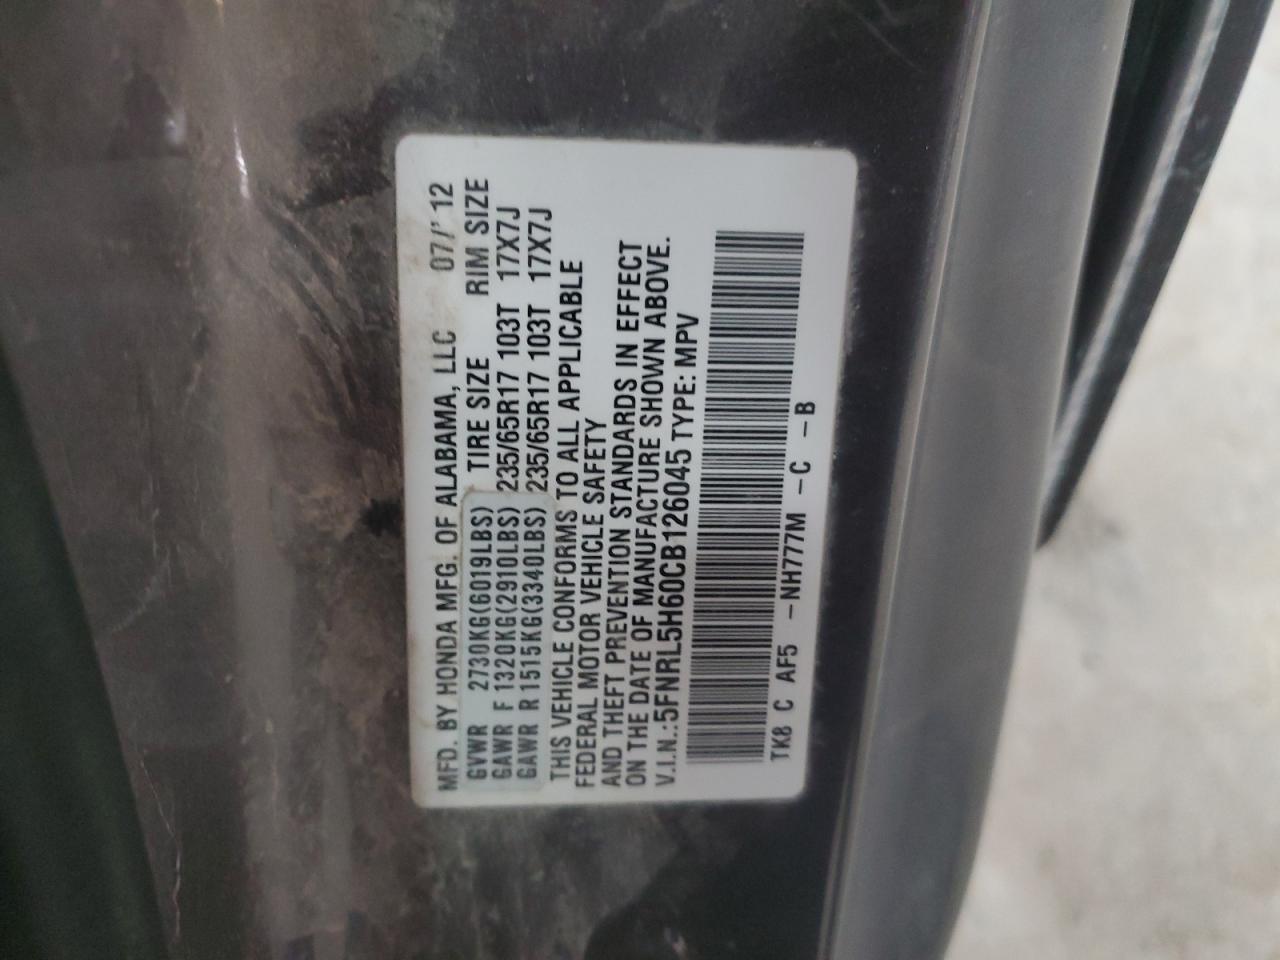 MFD. BY HONDA MFG. OF ALABAMA, LLC 07/'12
GVWR 2730KG(6019LBS) TIRE SIZE RIM SIZE
GAWR F 1320KG(2910LBS) 235/65R17 103T 17X7J
GAWR R 1515KG(3340LBS) 235/65R17 103T 17X7J
THIS VEHICLE CONFORMS TO ALL APPLICABLE
FEDERAL MOTOR VEHICLE SAFETY
AND THEFT PREVENTION STANDARDS IN EFFECT
ON THE DATE OF MANUFACTURE SHOWN ABOVE.
V.I.N.:5FNRL5H60CB126045 TYPE: MPV
TK8 C AF5 -NH777M -C -B